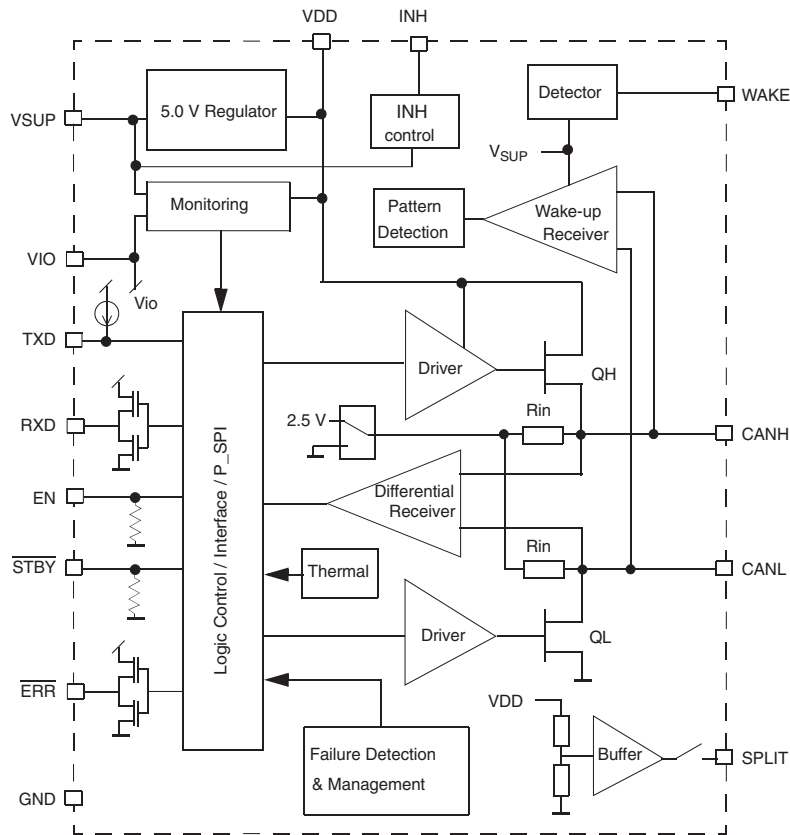 VDD
INH
VSUP
5.0 V Regulator
INH
control
Detector
WAKE
VSUP
Monitoring
Pattern
Detection
Wake-up
Receiver
VIO
Vio
TXD
Driver
QH
RXD
2.5 V
Rin
CANH
Logic Control / Interface / P_SPI
EN
Differential
Receiver
Rin
STBY
Thermal
CANL
Driver
QL
ERR
VDD
Failure Detection
& Management
Buffer
SPLIT
GND